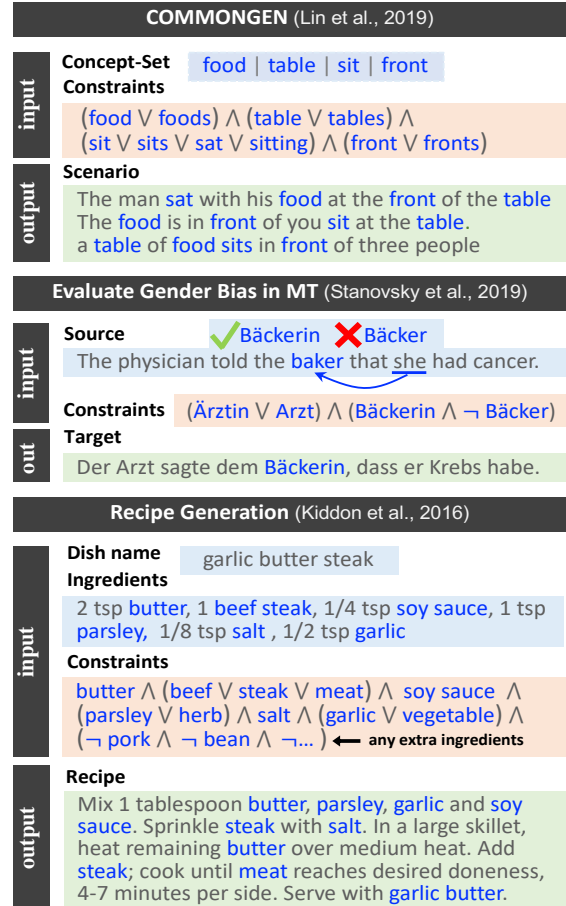 COMMONGEN (Lin et al., 2019)
input
Concept-Set
food | table | sit | front
Constraints
(food ∨ foods) ∧ (table ∨ tables) ∧
(sit ∨ sits ∨ sat ∨ sitting) ∧ (front ∨ fronts)
output
Scenario
The man sat with his food at the front of the table
The food is in front of you sit at the table.
a table of food sits in front of three people
Evaluate Gender Bias in MT (Stanovsky et al., 2019)
input
Source
Bäckerin Bäcker
The physician told the baker that she had cancer.
Constraints (Ärztin ∨ Arzt) ∧ (Bäckerin ∧ ¬ Bäcker)
out
Target
Der Arzt sagte dem Bäckerin, dass er Krebs habe.
Recipe Generation (Kiddon et al., 2016)
input
Dish name
garlic butter steak
Ingredients
2 tsp butter, 1 beef steak, 1/4 tsp soy sauce, 1 tsp
parsley, 1/8 tsp salt , 1/2 tsp garlic
Constraints
butter ∧ (beef ∨ steak ∨ meat) ∧ soy sauce ∧
(parsley ∨ herb) ∧ salt ∧ (garlic ∨ vegetable) ∧
(¬ pork ∧ ¬ bean ∧ ¬... ) ← any extra ingredients
output
Recipe
Mix 1 tablespoon butter, parsley, garlic and soy
sauce. Sprinkle steak with salt. In a large skillet,
heat remaining butter over medium heat. Add
steak; cook until meat reaches desired doneness,
4-7 minutes per side. Serve with garlic butter.